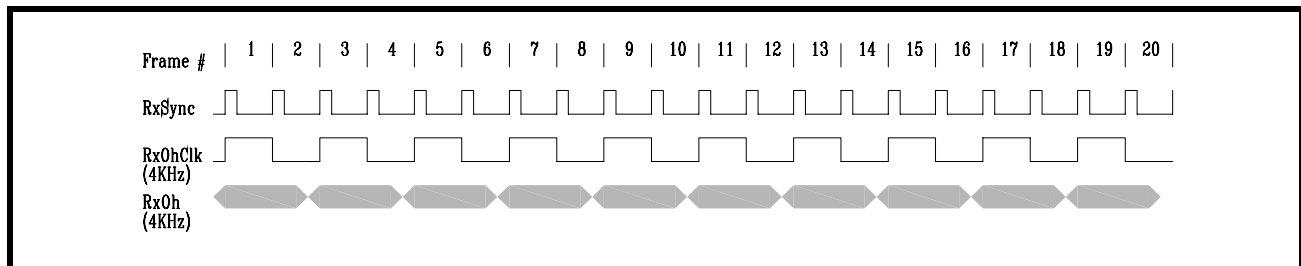 Frame # 1 2 3 4 5 6 7 8 9 10 11 12 13 14 15 16 17 18 19 20
RxSync
RxOhClk
(4KHz)
RxOh
(4KHz)